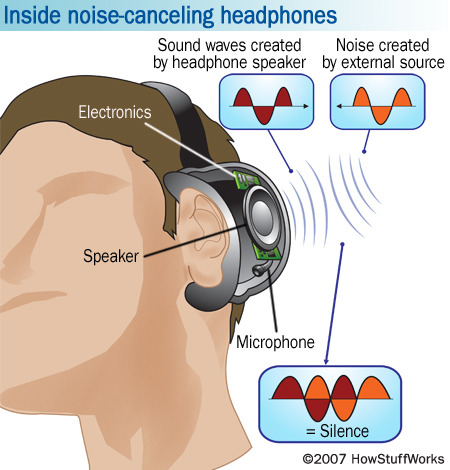 Inside noise-canceling headphones
Sound waves created
by headphone speaker
Noise created
by external source
Electronics
Speaker
Microphone
= Silence
©2007 HowStuffWorks